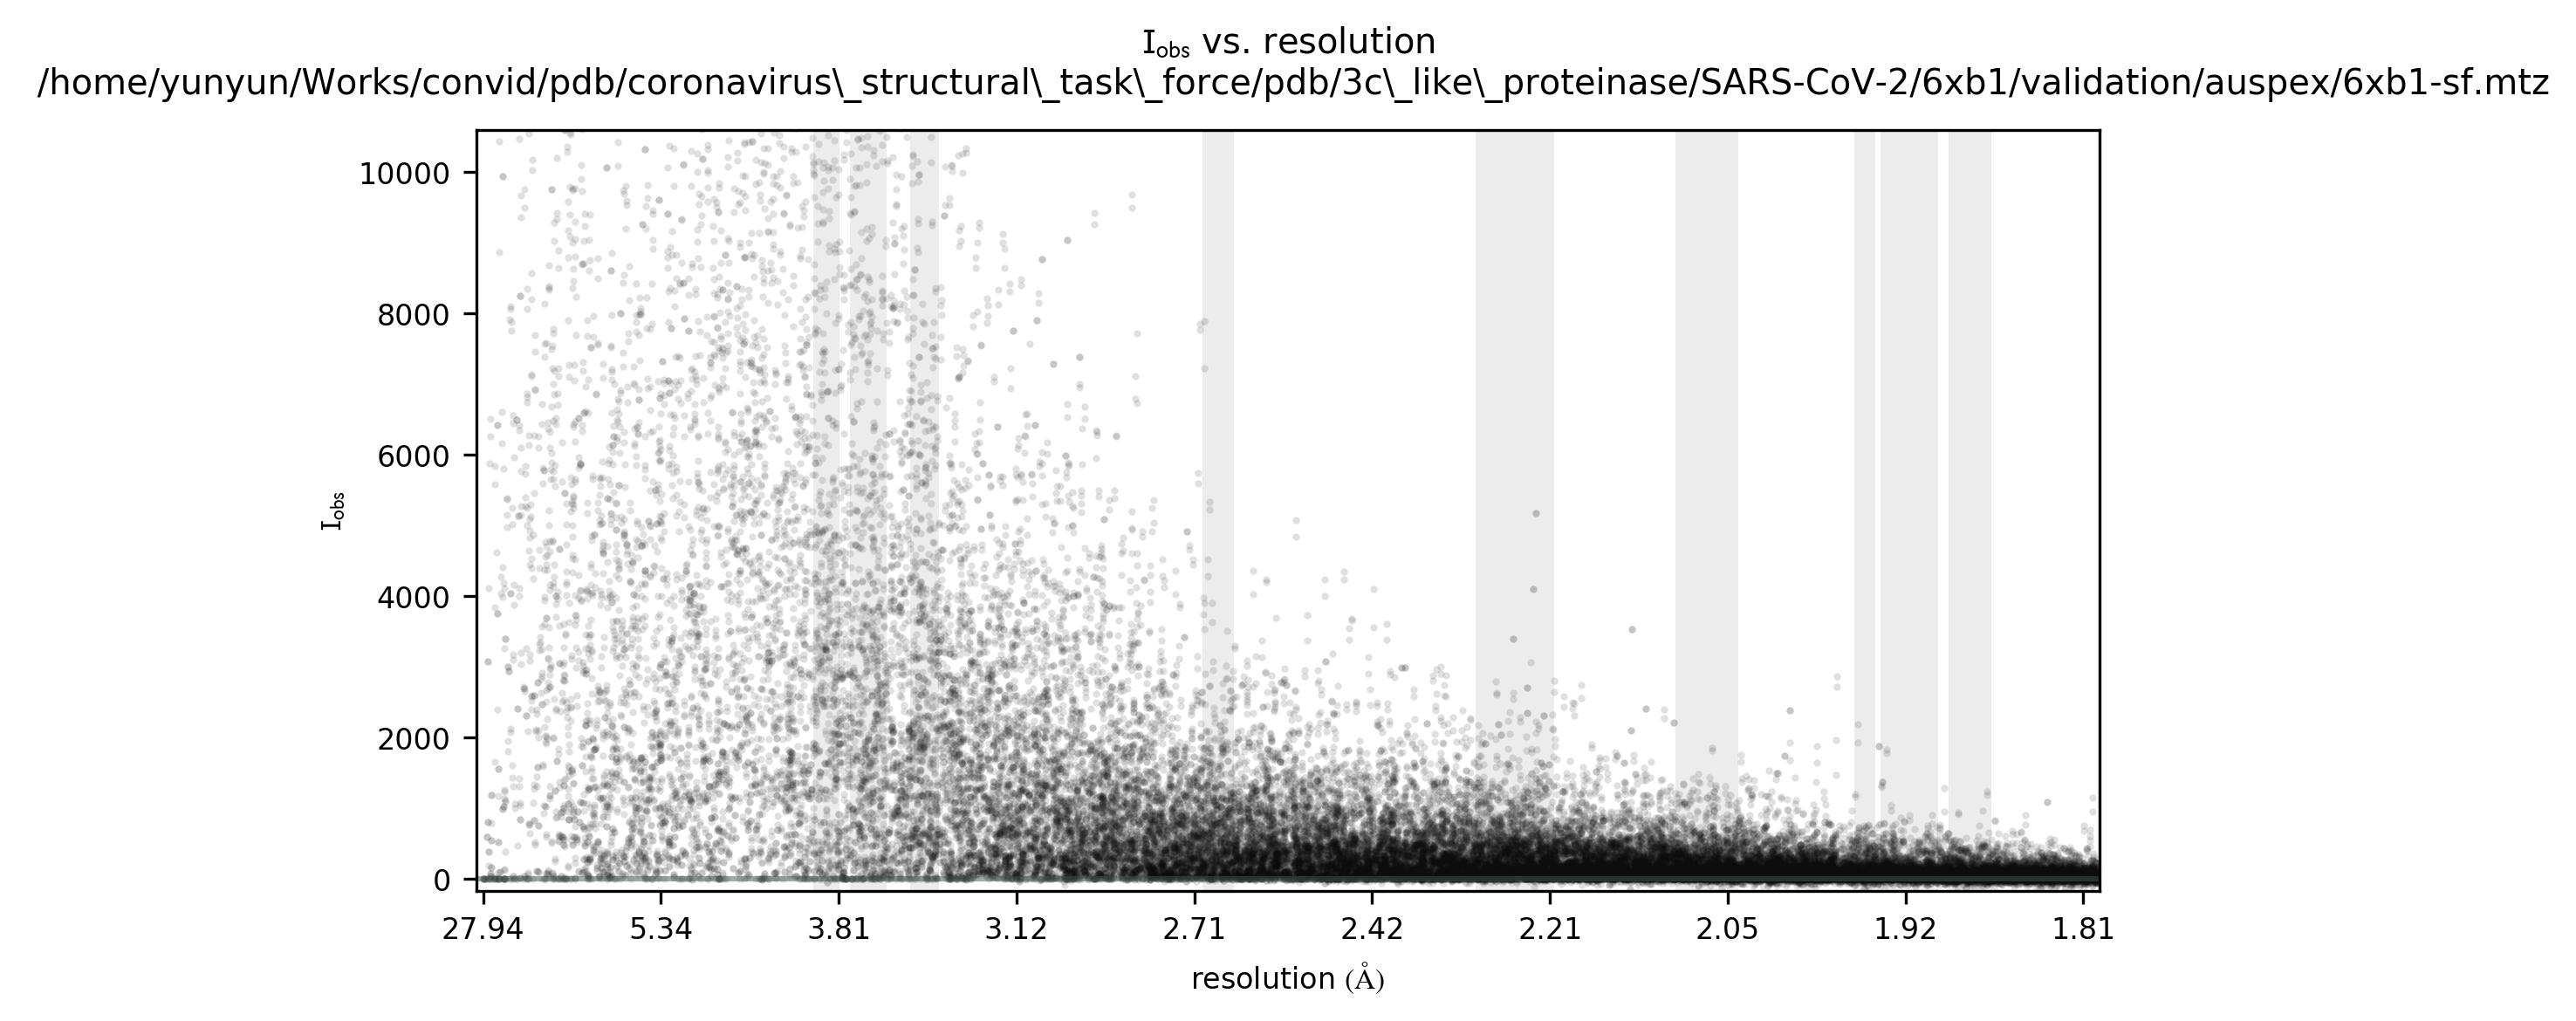 Iobs vs. resolution
/home/yunyun/Works/convid/pdb/coronavirus\_structural\_task\_force/pdb/3c\_like\_proteinase/SARS-CoV-2/6xb1/validation/auspex/6xb1-sf.mtz
10000
8000
6000
4000
2000
0
Iobs
27.94 5.34 3.81 3.12 2.71 2.42 2.21 2.05 1.92 1.81
resolution (Å)